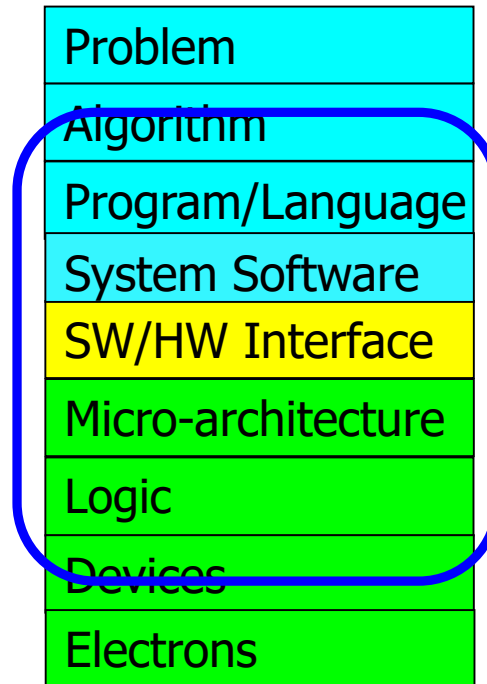 Problem
Algorithm
Program/Language
System Software
SW/HW Interface
Micro-architecture
Logic
Devices
Electrons